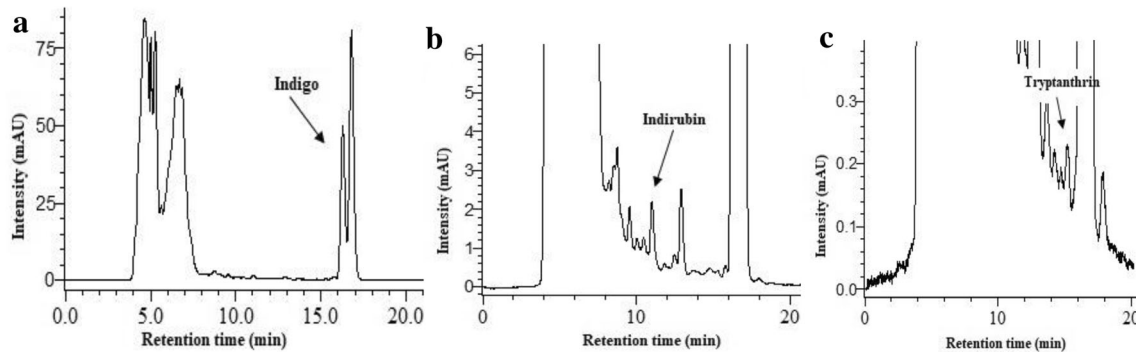 a
75
50
25
0
Intensity (mAU)
Indigo
0.0 5.0 10.0 16.0 20.0
Retention time (min)
b
6
5
4
3
2
1
0
Intensity (mAU)
Indirubin
0 10 20
Retention time (min)
c
0.3
0.2
0.1
0.0
Intensity (mAU)
Tryptanthrin
0 10 20
Retention time (min)